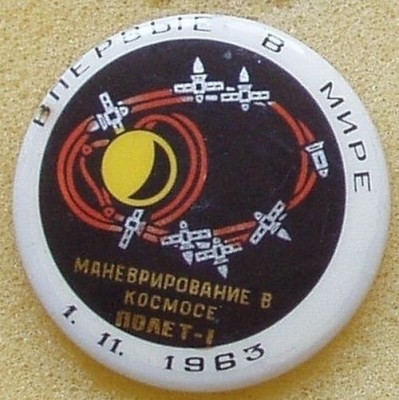 ВПЕРВЫЕ В МИРЕ
МАНЕВРИРОВАНИЕ В
КОСМОСЕ
ПОЛЕТ-1
1. 11. 1963